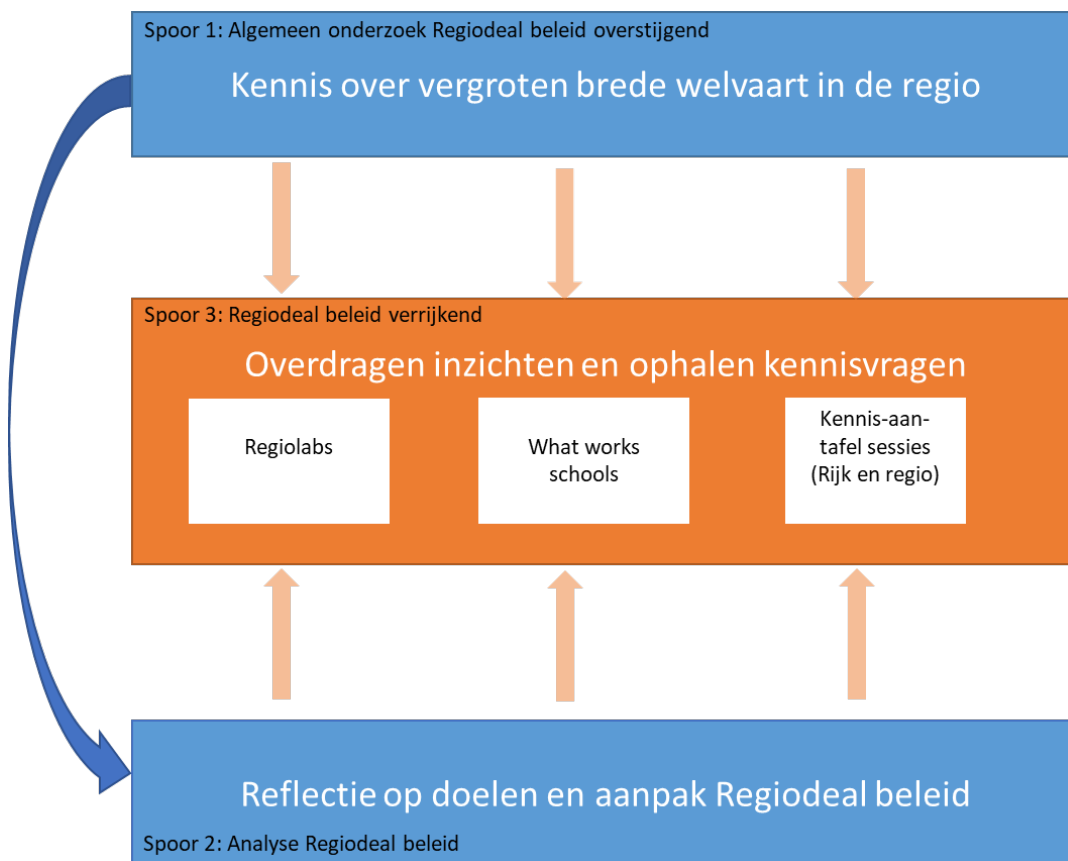 Spoor 1: Algemeen onderzoek Regiodeal beleid overstijgend
Kennis over vergroten brede welvaart in de regio
Spoor 3: Regiodeal beleid verrijkend
Overdragen inzichten en ophalen kennisvragen
Regiolabs
What works
schools
Kennis-aan-
tafel sessies
(Rijk en regio)
Reflectie op doelen en aanpak Regiodeal beleid
Spoor 2: Analyse Regiodeal beleid